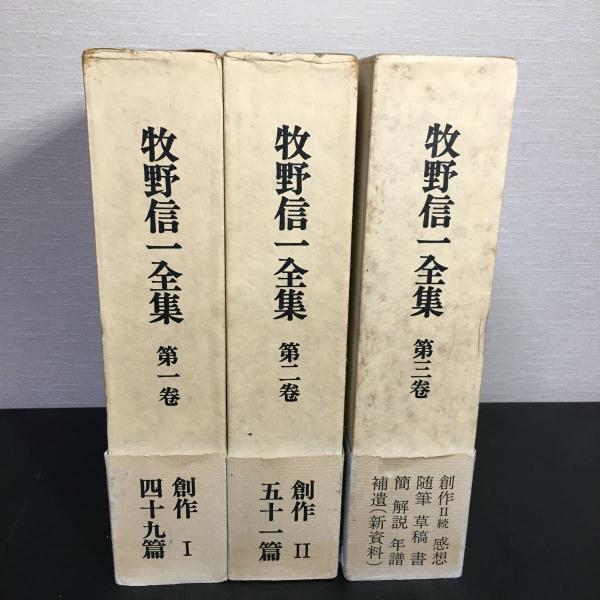 牧野信一全集 第一巻
創作 I
四十九篇
牧野信一全集 第二巻
創作 II
五十一篇
牧野信一全集 第三巻
創作II続 感想
随筆 草稿 書
簡 解説 年譜
補遺(新資料)